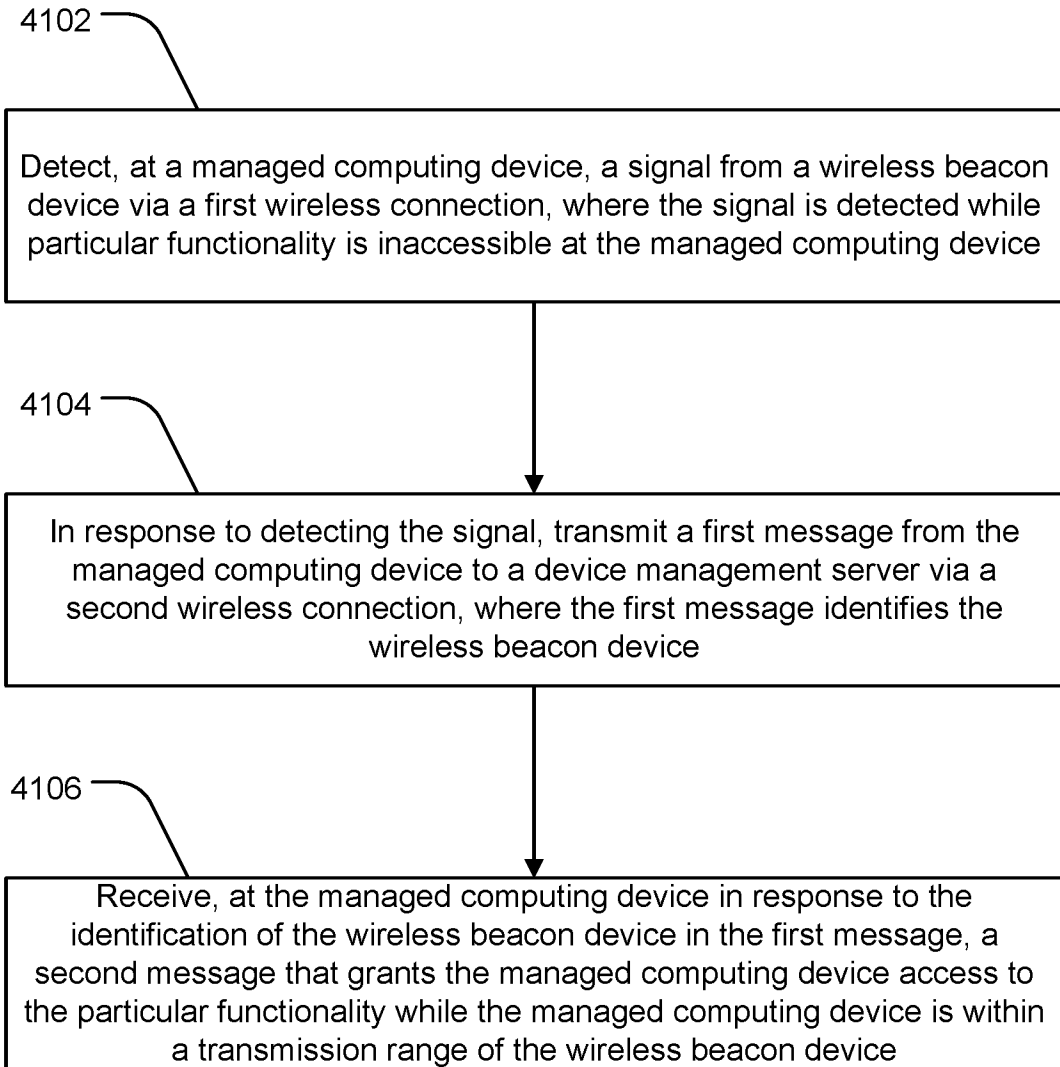 4102
Detect, at a managed computing device, a signal from a wireless beacon
device via a first wireless connection, where the signal is detected while
particular functionality is inaccessible at the managed computing device
4104
In response to detecting the signal, transmit a first message from the
managed computing device to a device management server via a
second wireless connection, where the first message identifies the
wireless beacon device
4106
Receive, at the managed computing device in response to the
identification of the wireless beacon device in the first message, a
second message that grants the managed computing device access to
the particular functionality while the managed computing device is within
a transmission range of the wireless beacon device